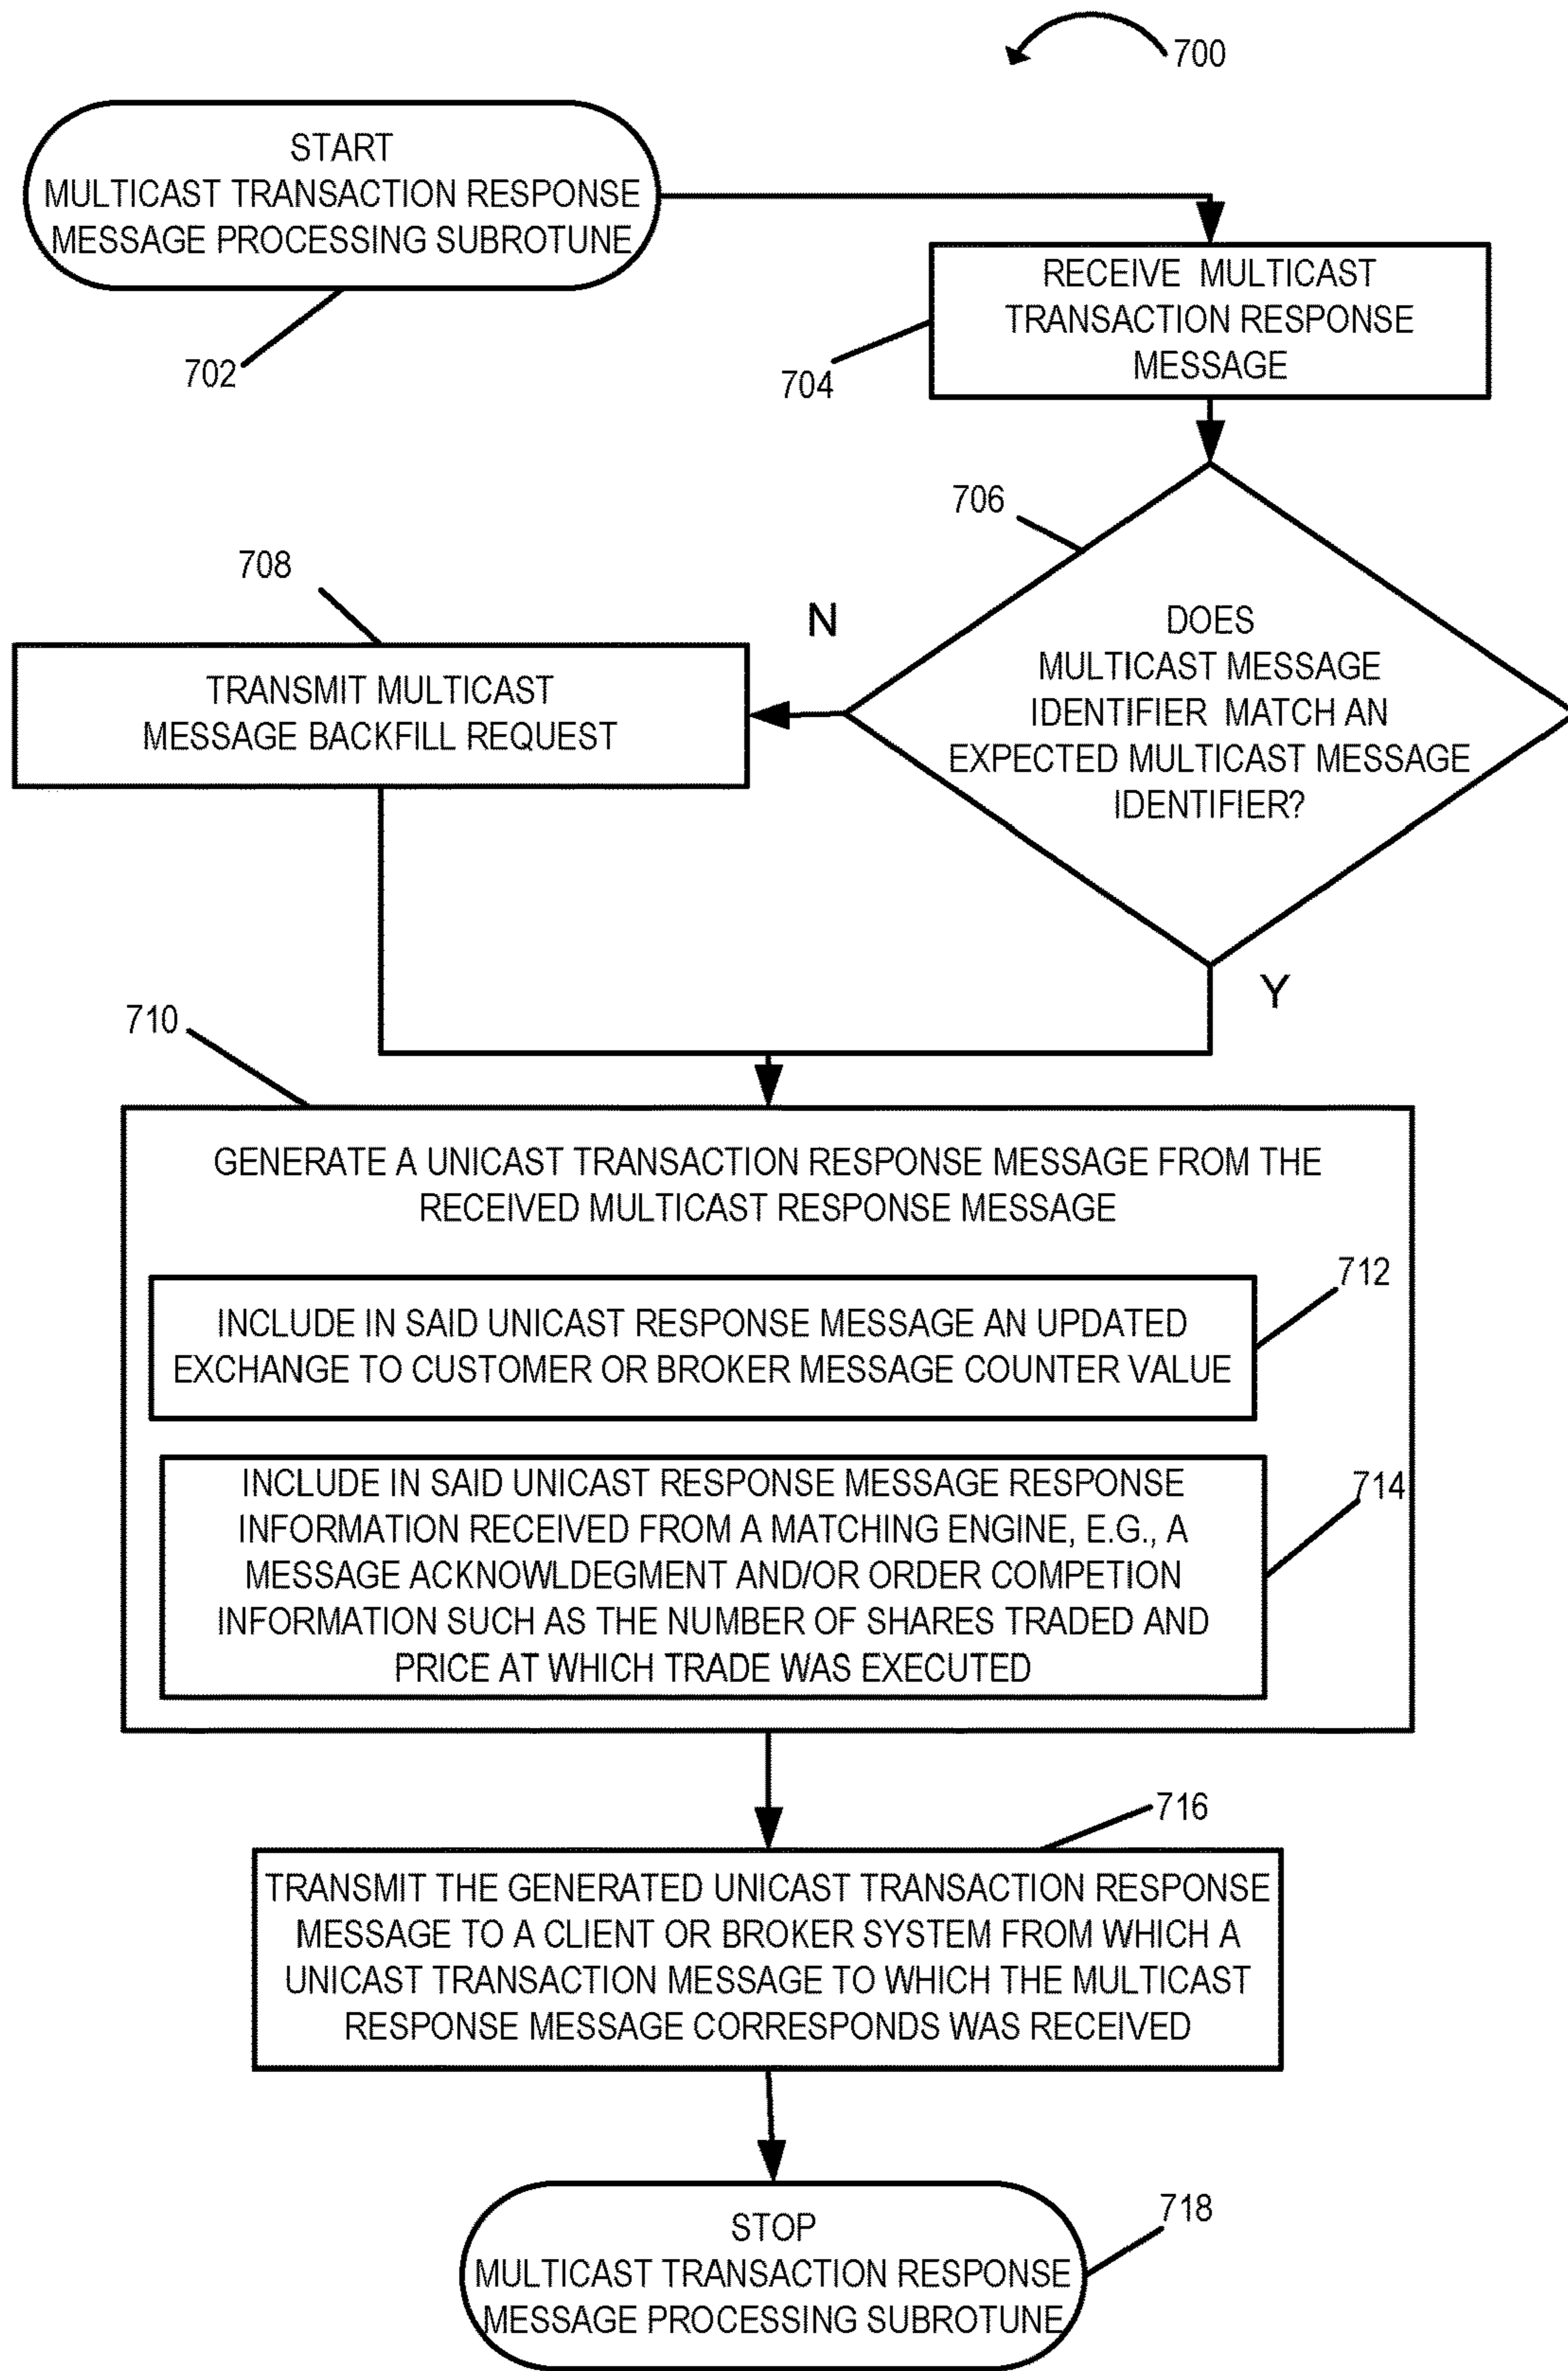 700
START
MULTICAST TRANSACTION RESPONSE
MESSAGE PROCESSING SUBROTUNE
702
RECEIVE MULTICAST
TRANSACTION RESPONSE
MESSAGE
704
706
DOES
MULTICAST MESSAGE
IDENTIFIER MATCH AN
EXPECTED MULTICAST MESSAGE
IDENTIFIER?
N
708
TRANSMIT MULTICAST
MESSAGE BACKFILL REQUEST
Y
710
GENERATE A UNICAST TRANSACTION RESPONSE MESSAGE FROM THE
RECEIVED MULTICAST RESPONSE MESSAGE
712
INCLUDE IN SAID UNICAST RESPONSE MESSAGE AN UPDATED
EXCHANGE TO CUSTOMER OR BROKER MESSAGE COUNTER VALUE
714
INCLUDE IN SAID UNICAST RESPONSE MESSAGE RESPONSE
INFORMATION RECEIVED FROM A MATCHING ENGINE, E.G., A
MESSAGE ACKNOWLDEGMENT AND/OR ORDER COMPETION
INFORMATION SUCH AS THE NUMBER OF SHARES TRADED AND
PRICE AT WHICH TRADE WAS EXECUTED
716
TRANSMIT THE GENERATED UNICAST TRANSACTION RESPONSE
MESSAGE TO A CLIENT OR BROKER SYSTEM FROM WHICH A
UNICAST TRANSACTION MESSAGE TO WHICH THE MULTICAST
RESPONSE MESSAGE CORRESPONDS WAS RECEIVED
718
STOP
MULTICAST TRANSACTION RESPONSE
MESSAGE PROCESSING SUBROTUNE